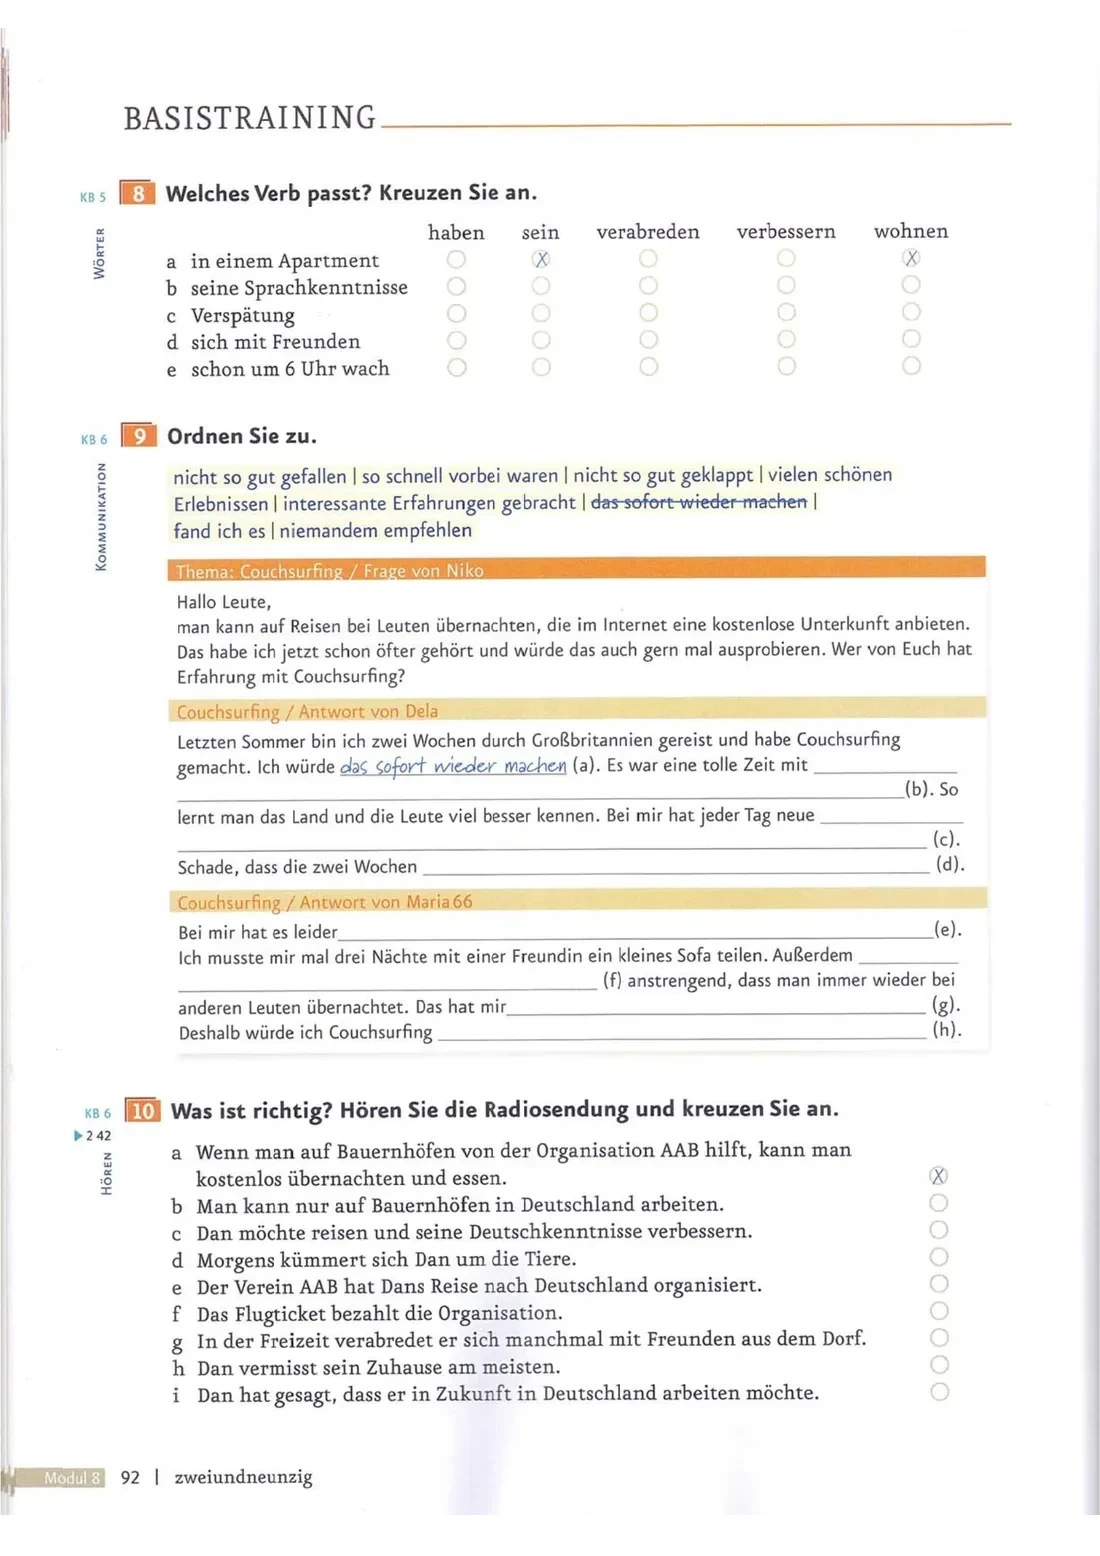 BASISTRAINING
KB 5 8 Welches Verb passt? Kreuzen Sie an.
WÖRTER
haben sein verabreden verbessern wohnen
a in einem Apartment ○ Ⓧ ○ ○ Ⓧ
b seine Sprachkenntnisse ○ ○ ○ ○ ○
c Verspätung ○ ○ ○ ○ ○
d sich mit Freunden ○ ○ ○ ○ ○
e schon um 6 Uhr wach ○ ○ ○ ○ ○
KB 6 9 Ordnen Sie zu.
KOMMUNIKATION
nicht so gut gefallen | so schnell vorbei waren | nicht so gut geklappt | vielen schönen
Erlebnissen | interessante Erfahrungen gebracht | das sofort wieder machen |
fand ich es | niemandem empfehlen
Thema: Couchsurfing / Frage von Niko
Hallo Leute,
man kann auf Reisen bei Leuten übernachten, die im Internet eine kostenlose Unterkunft anbieten.
Das habe ich jetzt schon öfter gehört und würde das auch gern mal ausprobieren. Wer von Euch hat
Erfahrung mit Couchsurfing?
Couchsurfing / Antwort von Dela
Letzten Sommer bin ich zwei Wochen durch Großbritannien gereist und habe Couchsurfing
gemacht. Ich würde das sofort wieder machen (a). Es war eine tolle Zeit mit ____________
____________ (b). So
lernt man das Land und die Leute viel besser kennen. Bei mir hat jeder Tag neue ____________
____________ (c).
Schade, dass die zwei Wochen ____________ (d).
Couchsurfing / Antwort von Maria66
Bei mir hat es leider ____________ (e).
Ich musste mir mal drei Nächte mit einer Freundin ein kleines Sofa teilen. Außerdem ____________
____________ (f) anstrengend, dass man immer wieder bei
anderen Leuten übernachtet. Das hat mir ____________ (g).
Deshalb würde ich Couchsurfing ____________ (h).
KB 6 10 Was ist richtig? Hören Sie die Radiosendung und kreuzen Sie an.
▶ 2 42
HÖREN
a Wenn man auf Bauernhöfen von der Organisation AAB hilft, kann man
kostenlos übernachten und essen. Ⓧ
b Man kann nur auf Bauernhöfen in Deutschland arbeiten. ○
c Dan möchte reisen und seine Deutschkenntnisse verbessern. ○
d Morgens kümmert sich Dan um die Tiere. ○
e Der Verein AAB hat Dans Reise nach Deutschland organisiert. ○
f Das Flugticket bezahlt die Organisation. ○
g In der Freizeit verabredet er sich manchmal mit Freunden aus dem Dorf. ○
h Dan vermisst sein Zuhause am meisten. ○
i Dan hat gesagt, dass er in Zukunft in Deutschland arbeiten möchte. ○
Modul 8 92 | zweiundneunzig